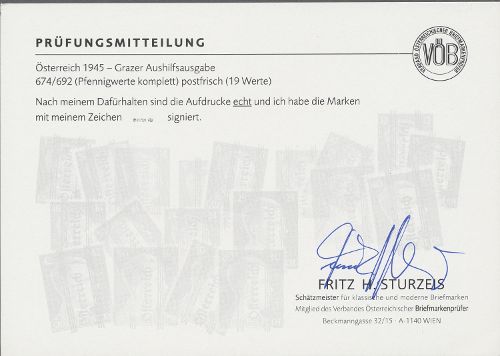 PRÜFUNGSMITTEILUNG
VÖB
Österreich 1945 – Grazer Aushilfsausgabe
674/692 (Pfennigwerte komplett) postfrisch (19 Werte)
Nach meinem Dafürhalten sind die Aufdrucke echt und ich habe die Marken
mit meinem Zeichen signiert.
FRITZ H. STURZEIS
Schätzmeister für klassische und moderne Briefmarken
Mitglied des Verbandes Österreichischer Briefmarkenprüfer
Beckmanngasse 32/15 · A-1140 WIEN